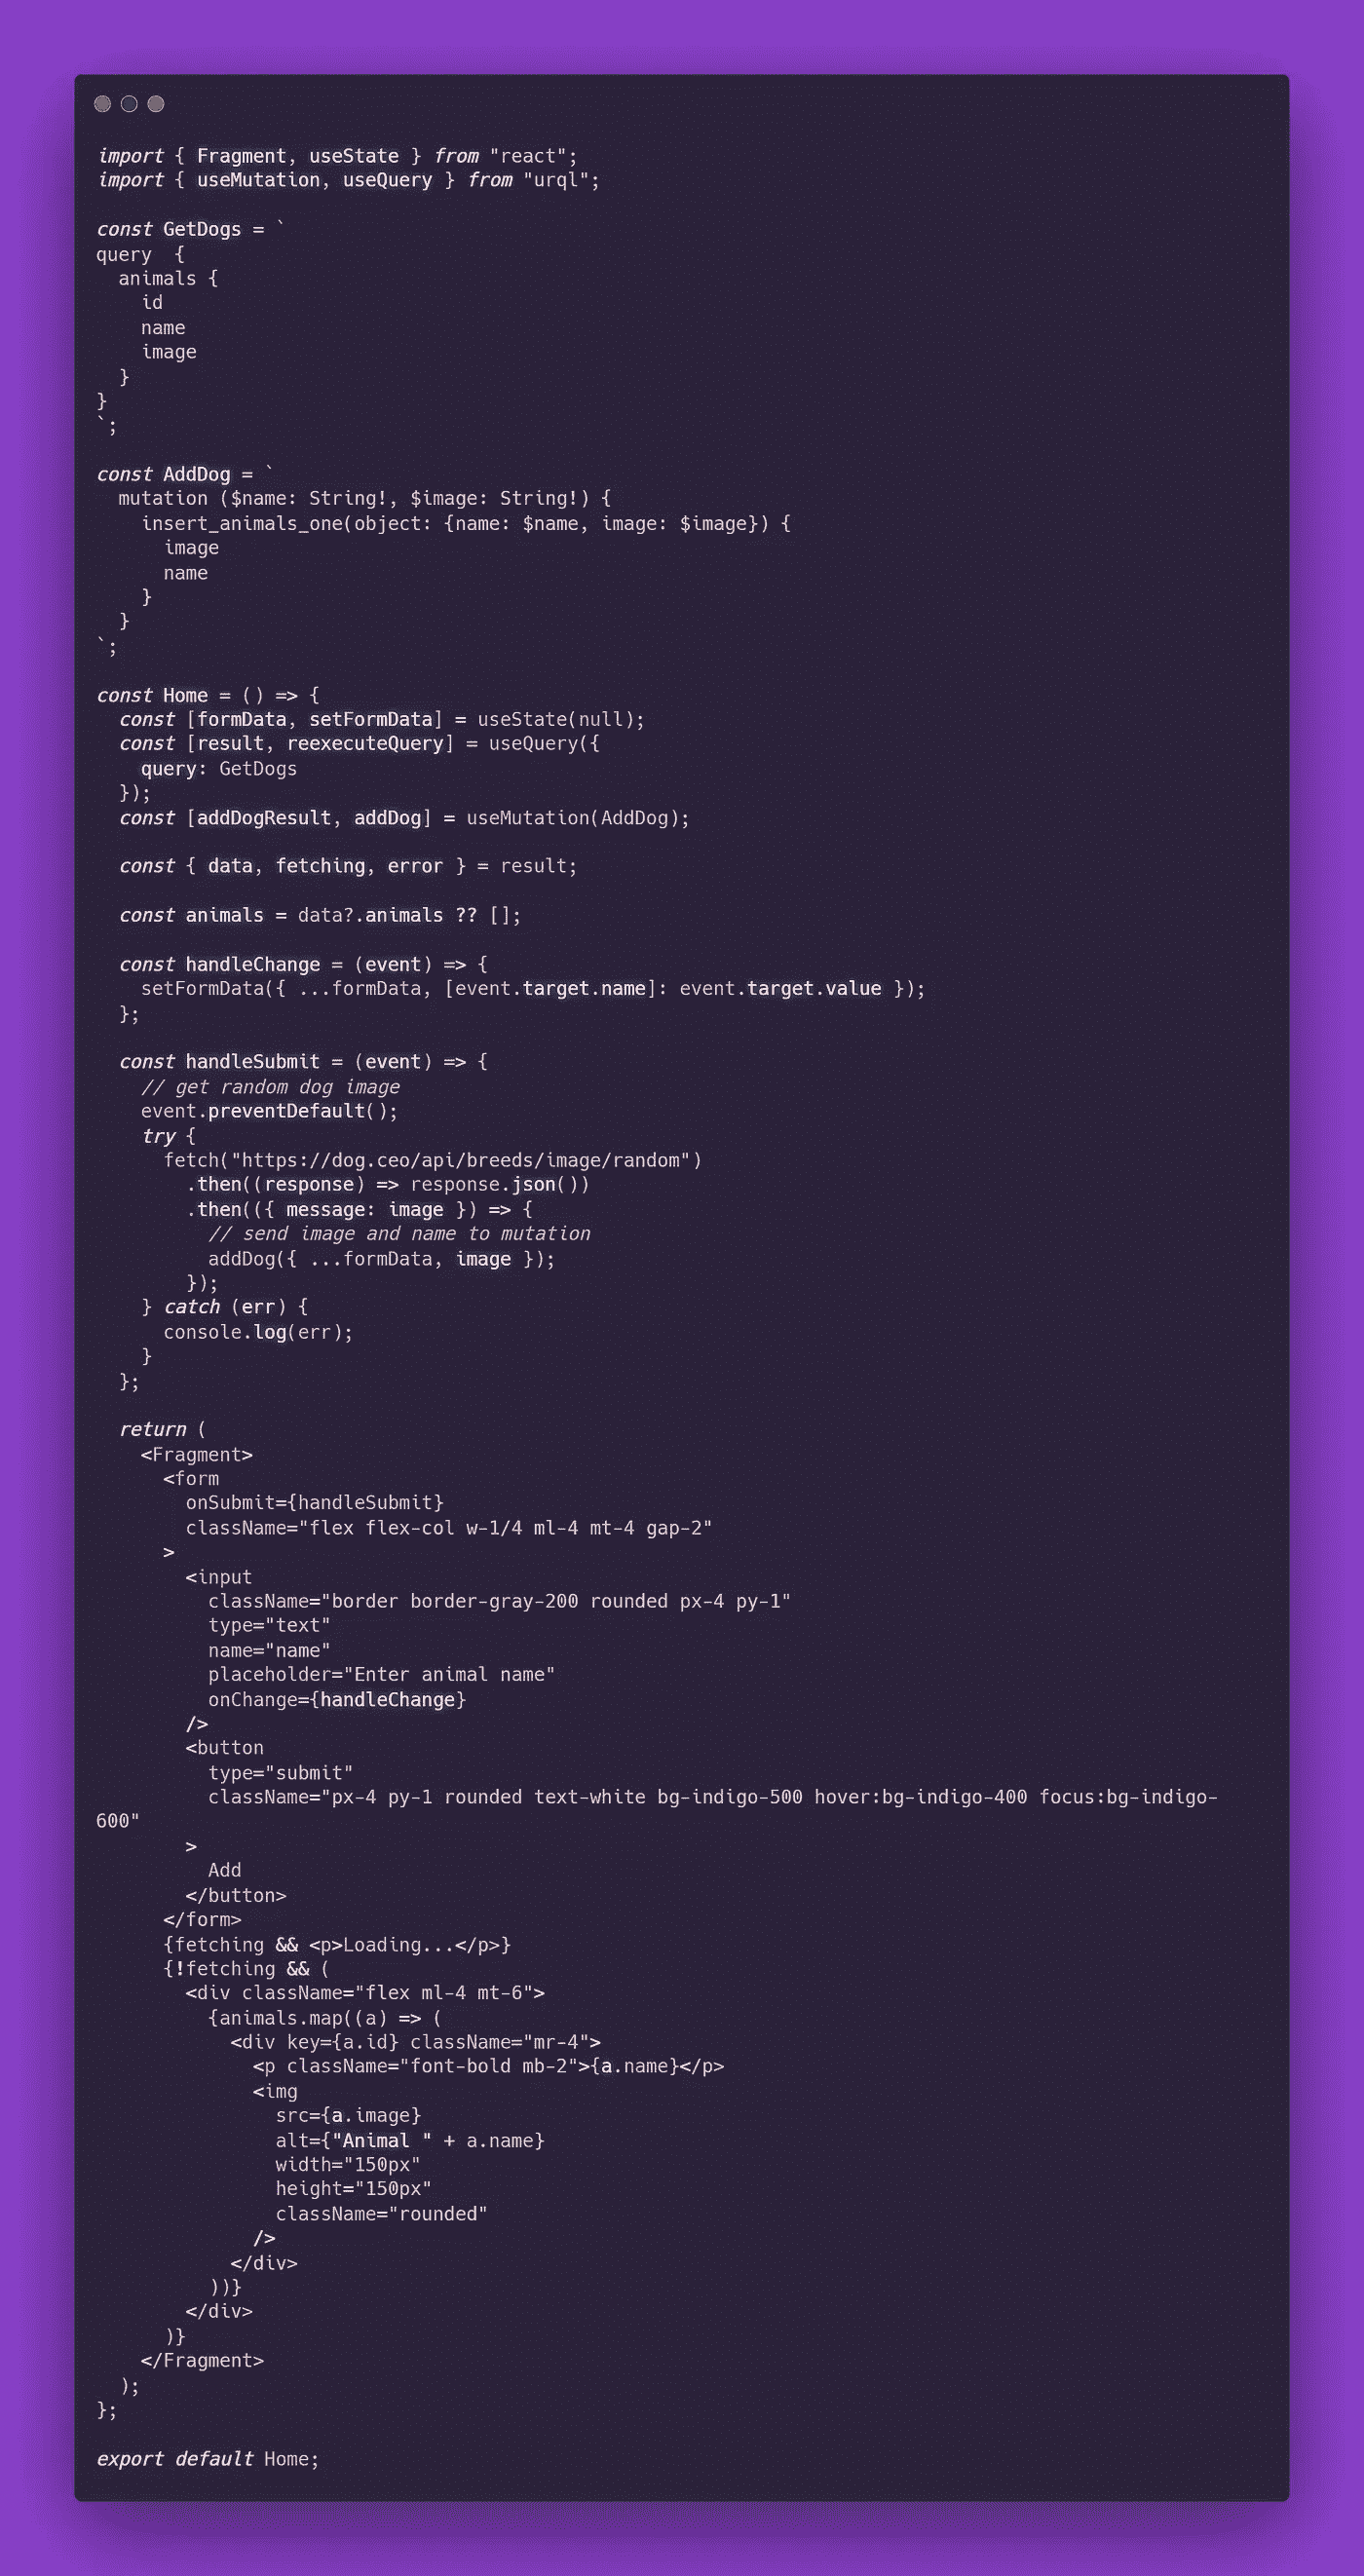 import { Fragment, useState } from "react";
import { useMutation, useQuery } from "urql";

const GetDogs = `
query  {
  animals {
    id
    name
    image
  }
}
`;

const AddDog = `
  mutation ($name: String!, $image: String!) {
    insert_animals_one(object: {name: $name, image: $image}) {
      image
      name
    }
  }
`;

const Home = () => {
  const [formData, setFormData] = useState(null);
  const [result, reexecuteQuery] = useQuery({
    query: GetDogs
  });
  const [addDogResult, addDog] = useMutation(AddDog);

  const { data, fetching, error } = result;

  const animals = data?.animals ?? [];

  const handleChange = (event) => {
    setFormData({ ...formData, [event.target.name]: event.target.value });
  };

  const handleSubmit = (event) => {
    // get random dog image
    event.preventDefault();
    try {
      fetch("https://dog.ceo/api/breeds/image/random")
        .then((response) => response.json())
        .then(({ message: image }) => {
          // send image and name to mutation
          addDog({ ...formData, image });
        });
    } catch (err) {
      console.log(err);
    }
  };

  return (
    <Fragment>
      <form
        onSubmit={handleSubmit}
        className="flex flex-col w-1/4 ml-4 mt-4 gap-2"
      >
        <input
          className="border border-gray-200 rounded px-4 py-1"
          type="text"
          name="name"
          placeholder="Enter animal name"
          onChange={handleChange}
        />
        <button
          type="submit"
          className="px-4 py-1 rounded text-white bg-indigo-500 hover:bg-indigo-400 focus:bg-indigo-
600"
        >
          Add
        </button>
      </form>
      {fetching && <p>Loading...</p>}
      {!fetching && (
        <div className="flex ml-4 mt-6">
          {animals.map((a) => (
            <div key={a.id} className="mr-4">
              <p className="font-bold mb-2">{a.name}</p>
              <img
                src={a.image}
                alt={"Animal " + a.name}
                width="150px"
                height="150px"
                className="rounded"
              />
            </div>
          ))}
        </div>
      )}
    </Fragment>
  );
};

export default Home;